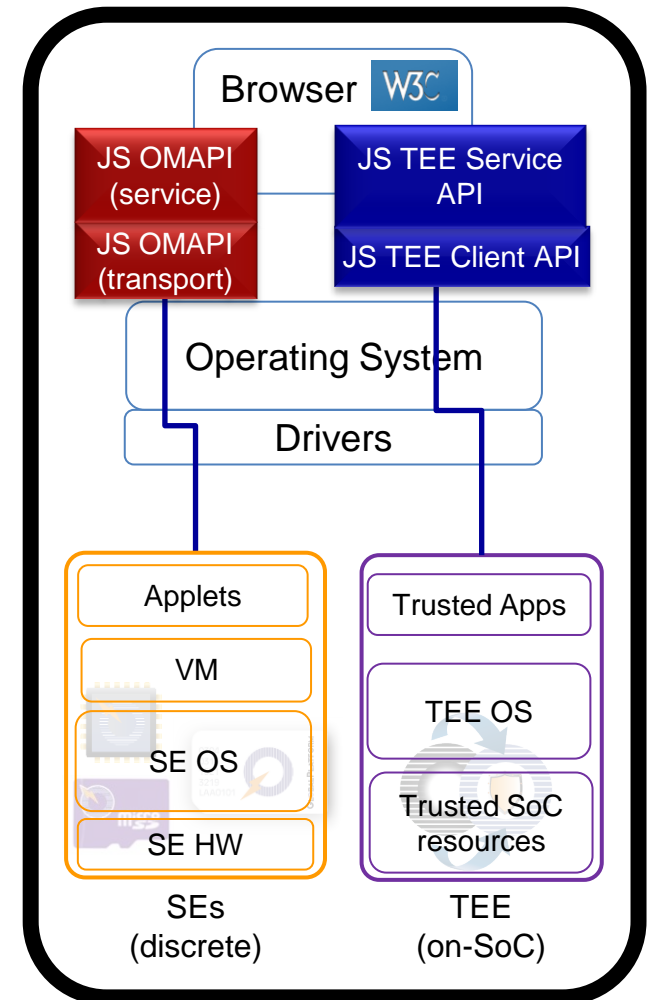 Browser W3C
JS OMAPI
(service)
JS OMAPI
(transport)
JS TEE Service
API
JS TEE Client API
Operating System
Drivers
Applets
VM
SE OS
SE HW
micro
SEs
(discrete)
Trusted Apps
TEE OS
Trusted SoC
resources
TEE
(on-SoC)